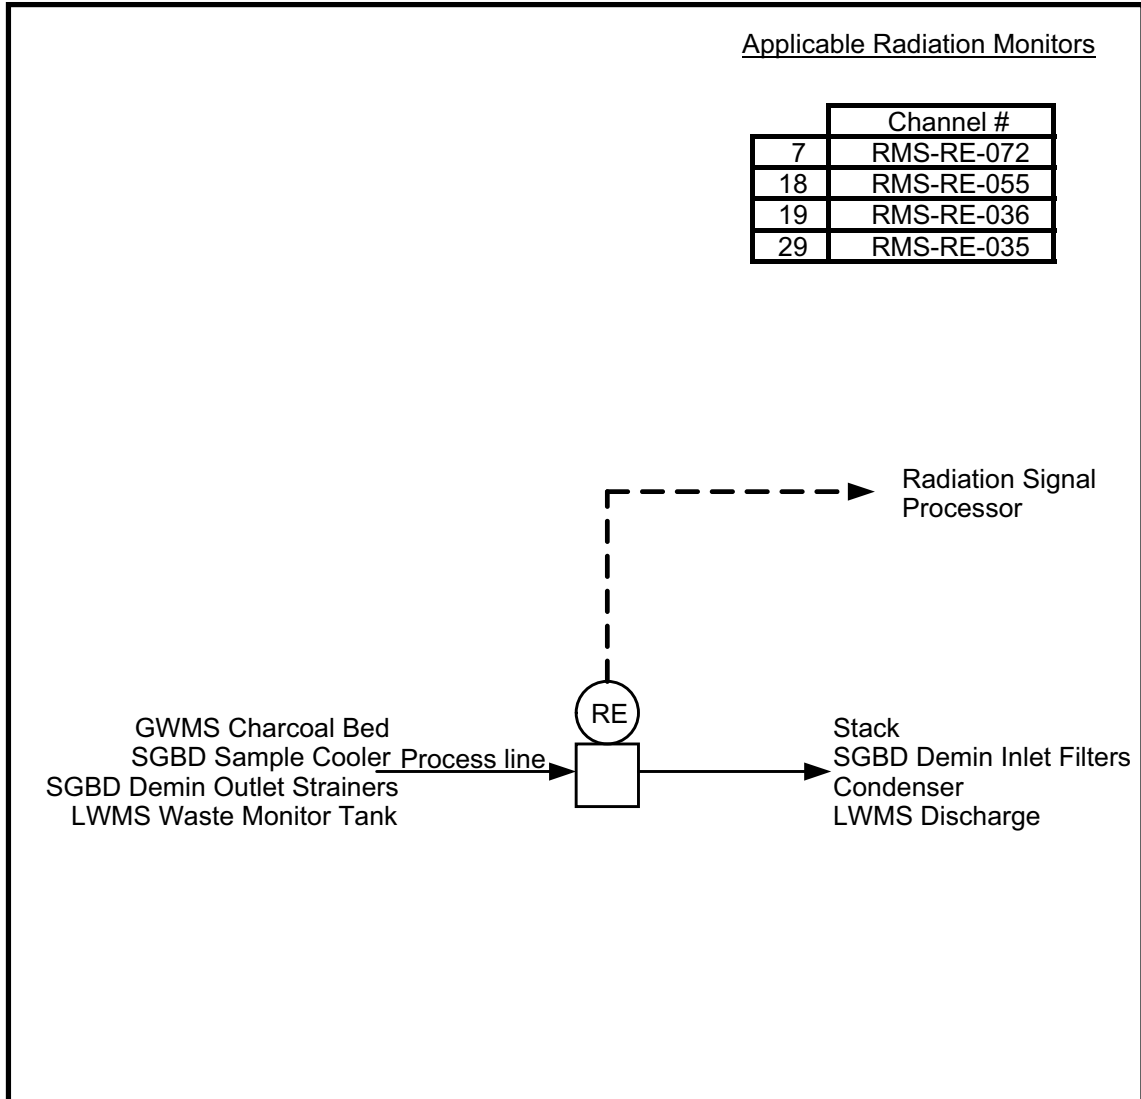 Applicable Radiation Monitors
Channel #
7 RMS-RE-072
18 RMS-RE-055
19 RMS-RE-036
29 RMS-RE-035
Radiation Signal
Processor
RE
GWMS Charcoal Bed
SGBD Sample Cooler
SGBD Demin Outlet Strainers
LWMS Waste Monitor Tank
Process line
Stack
SGBD Demin Inlet Filters
Condenser
LWMS Discharge